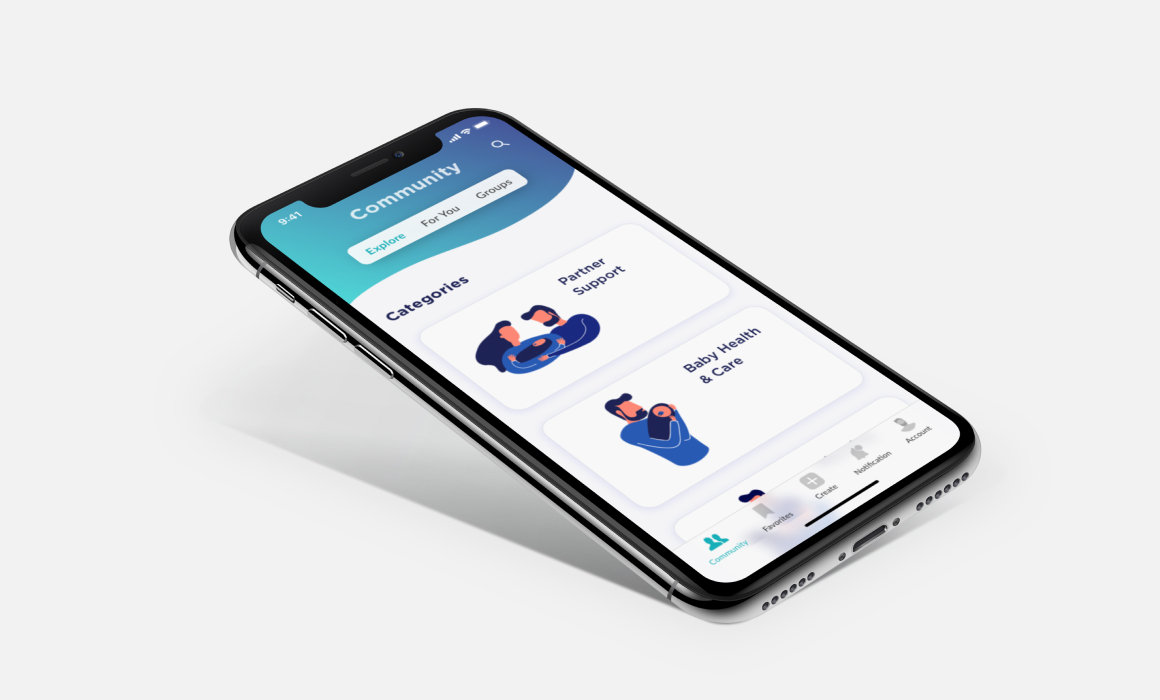 9:41
Community
Explore For You Groups
Categories
Partner
Support
Baby Health
& Care
Community Favorites Create Notification Account